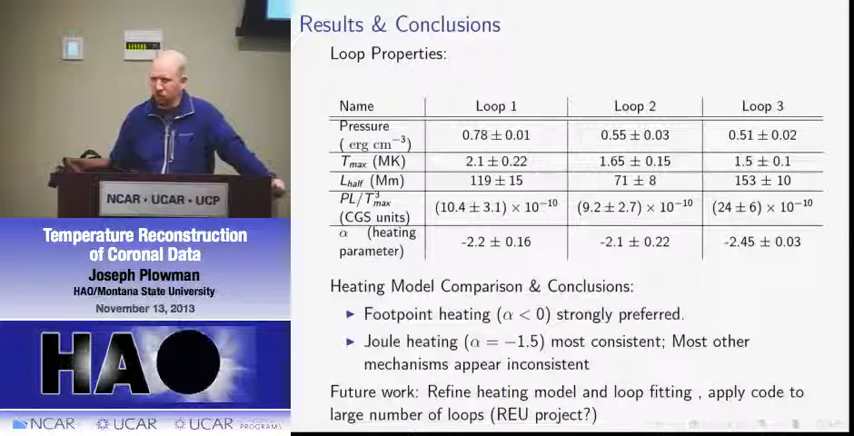 NCAR • UCAR • UCP
Temperature Reconstruction
of Coronal Data
Joseph Plowman
HAO/Montana State University
November 13, 2013
HAO
NCAR UCAR UCAR PROGRAMS
Results & Conclusions
Loop Properties:
Name Loop 1 Loop 2 Loop 3
Pressure
( erg cm⁻³) 0.78 ± 0.01 0.55 ± 0.03 0.51 ± 0.02
T_max (MK) 2.1 ± 0.22 1.65 ± 0.15 1.5 ± 0.1
L_half (Mm) 119 ± 15 71 ± 8 153 ± 10
PL/T³_max
(CGS units) (10.4 ± 3.1) × 10⁻¹⁰ (9.2 ± 2.7) × 10⁻¹⁰ (24 ± 6) × 10⁻¹⁰
α (heating
parameter) -2.2 ± 0.16 -2.1 ± 0.22 -2.45 ± 0.03
Heating Model Comparison & Conclusions:
▶ Footpoint heating (α < 0) strongly preferred.
▶ Joule heating (α = −1.5) most consistent; Most other
mechanisms appear inconsistent
Future work: Refine heating model and loop fitting , apply code to
large number of loops (REU project?)